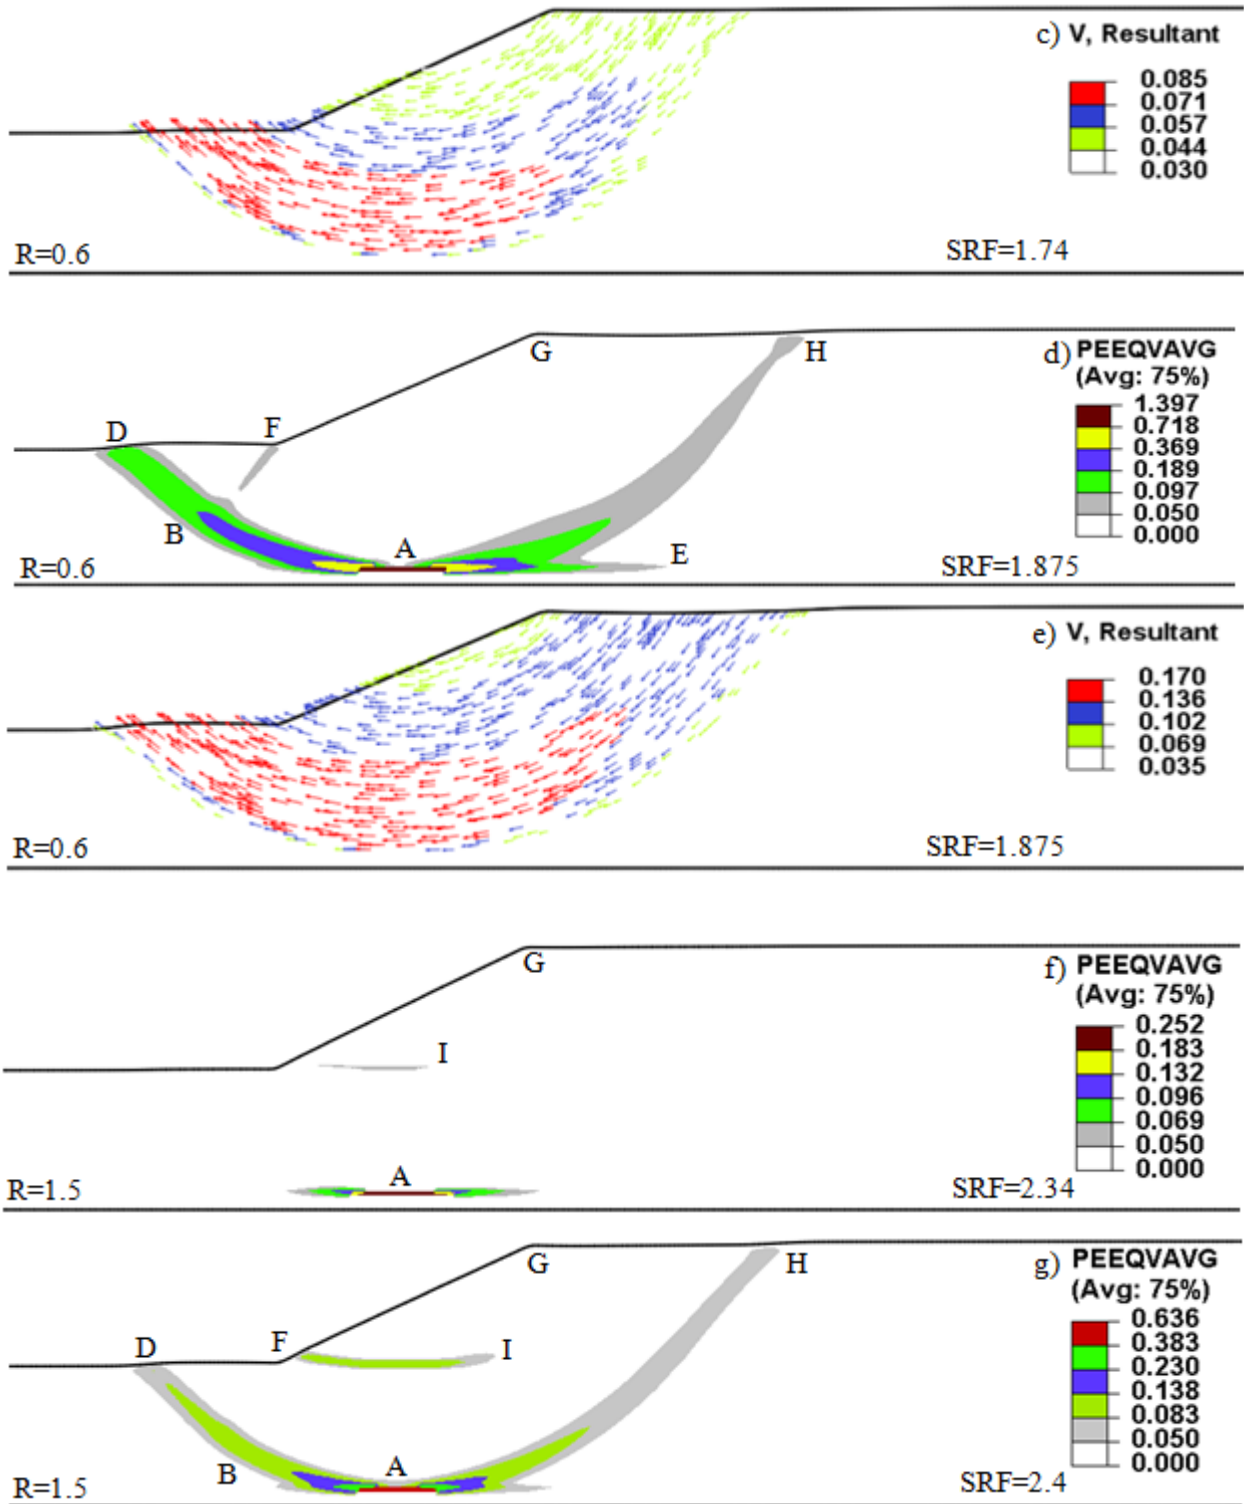 c) V, Resultant
0.085
0.071
0.057
0.044
0.030
R=0.6
SRF=1.74
G
H
d) PEEQVAVG
(Avg: 75%)
1.397
0.718
0.369
0.189
0.097
0.050
0.000
D
F
B
A
E
R=0.6
SRF=1.875
e) V, Resultant
0.170
0.136
0.102
0.069
0.035
R=0.6
SRF=1.875
G
f) PEEQVAVG
(Avg: 75%)
0.252
0.183
0.132
0.096
0.069
0.050
0.000
I
A
R=1.5
SRF=2.34
G
H
g) PEEQVAVG
(Avg: 75%)
0.636
0.383
0.230
0.138
0.083
0.050
0.000
D
F
I
B
A
R=1.5
SRF=2.4